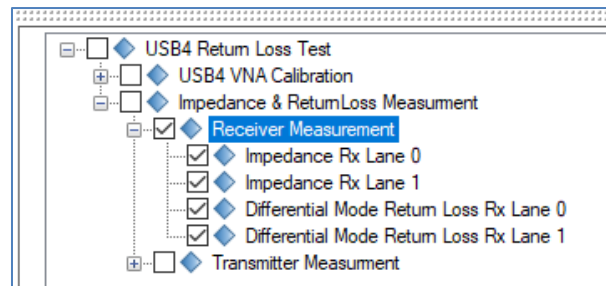 USB4 Return Loss Test
USB4 VNA Calibration
Impedance & ReturnLoss Measurment
Receiver Measurement
Impedance Rx Lane 0
Impedance Rx Lane 1
Differential Mode Return Loss Rx Lane 0
Differential Mode Return Loss Rx Lane 1
Transmitter Measurment